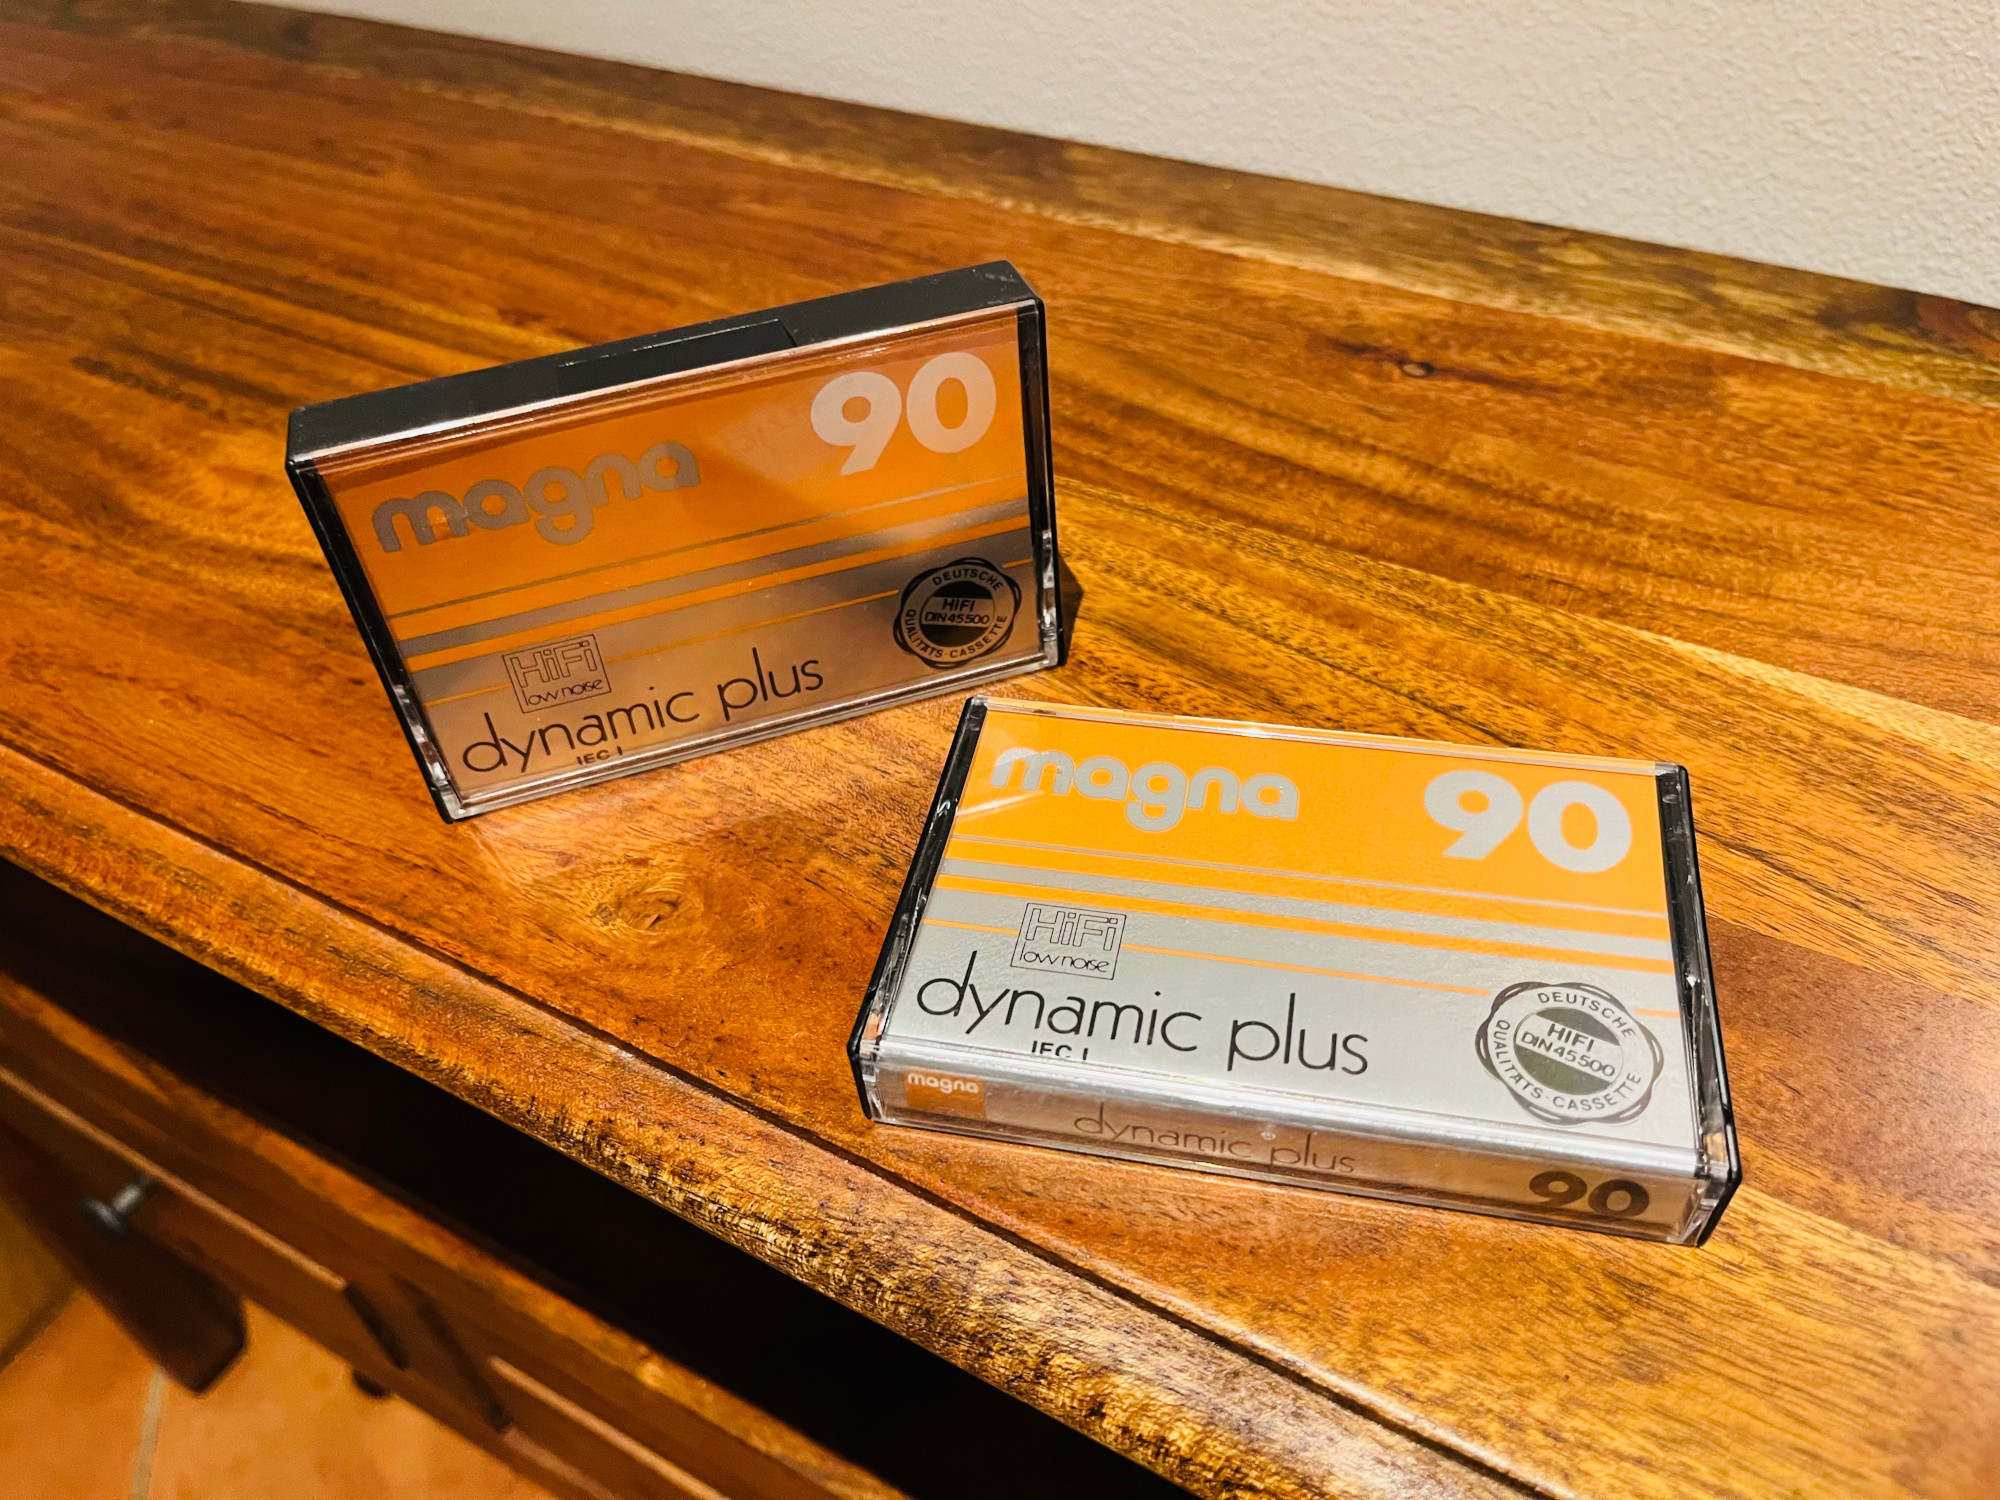 magna 90
HiFi
low noise
dynamic plus
IEC I
DEUTSCHE
HIFI
DIN 45500
QUALITÄTS-CASSETTE
magna 90
HiFi
low noise
dynamic plus
IEC I
DEUTSCHE
HIFI
DIN 45500
QUALITÄTS-CASSETTE
magna dynamic plus 90